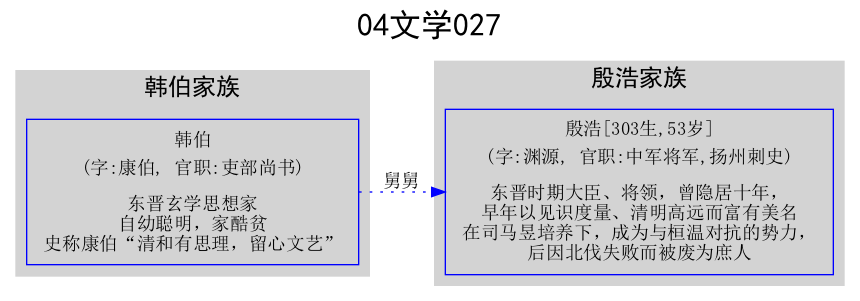 04文学027
韩伯家族
韩伯
(字:康伯, 官职:吏部尚书)
东晋玄学思想家
自幼聪明，家酷贫
史称康伯“清和有思理，留心文艺”
舅舅
殷浩家族
殷浩[303生,53岁]
(字:渊源, 官职:中军将军,扬州刺史)
东晋时期大臣、将领，曾隐居十年，
早年以见识度量、清明高远而富有美名
在司马昱培养下，成为与桓温对抗的势力，
后因北伐失败而被废为庶人